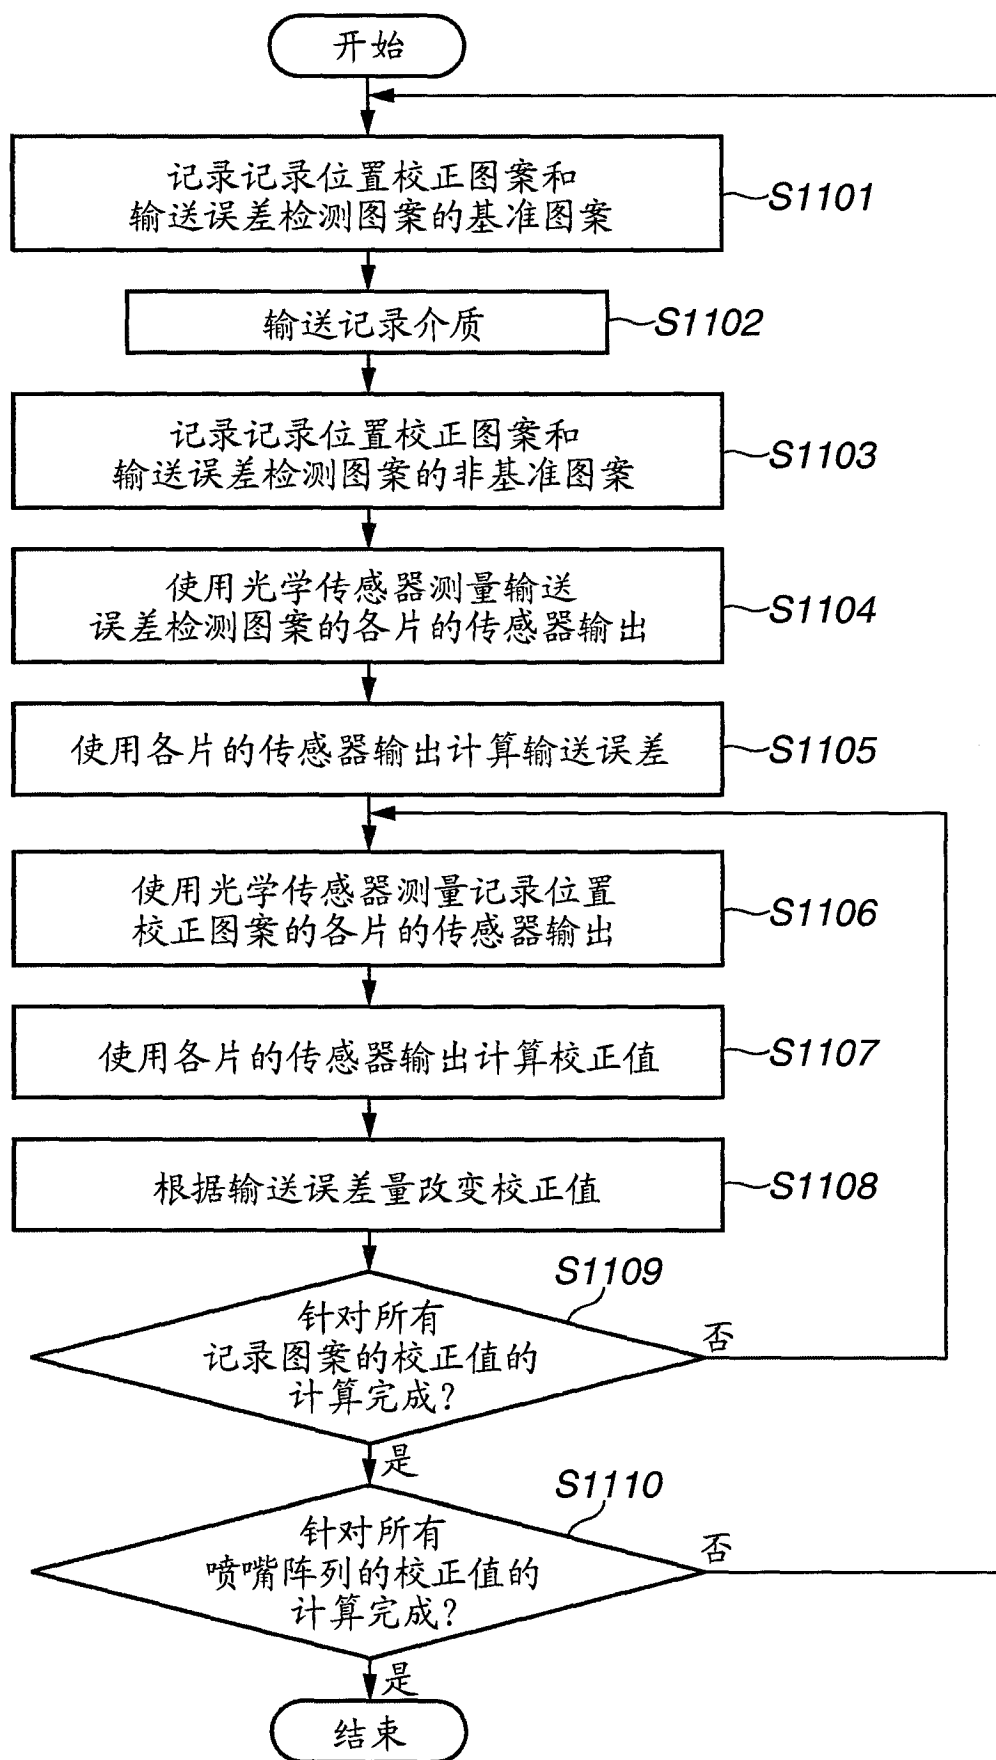 开始
记录记录位置校正图案和
输送误差检测图案的基准图案
S1101
输送记录介质
S1102
记录记录位置校正图案和
输送误差检测图案的非基准图案
S1103
使用光学传感器测量输送
误差检测图案的各片的传感器输出
S1104
使用各片的传感器输出计算输送误差
S1105
使用光学传感器测量记录位置
校正图案的各片的传感器输出
S1106
使用各片的传感器输出计算校正值
S1107
根据输送误差量改变校正值
S1108
S1109
针对所有
记录图案的校正值的
计算完成?
否
是
S1110
针对所有
喷嘴阵列的校正值的
计算完成?
否
是
结束